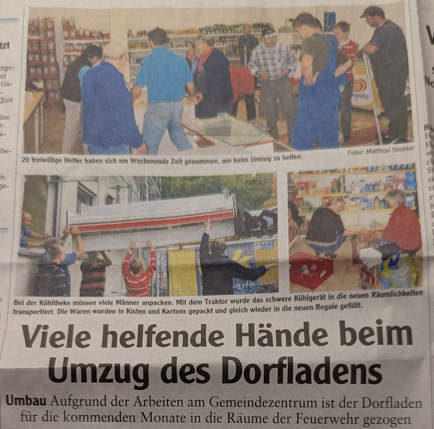 20 freiwillige Helfer haben sich am Wochenende Zeit genommen, um beim Umzug zu helfen.
Fotos: Matthias Strehler
Bei der Kühltheke müssen viele Männer anpacken. Mit dem Traktor wurde das schwere Kühlgerät in die neuen Räumlichkeiten
transportiert. Die Waren wurden in Kisten und Kartons gepackt und gleich wieder in die neuen Regale gefüllt.
Viele helfende Hände beim
Umzug des Dorfladens
Umbau Aufgrund der Arbeiten am Gemeindezentrum ist der Dorfladen
für die kommenden Monate in die Räume der Feuerwehr gezogen